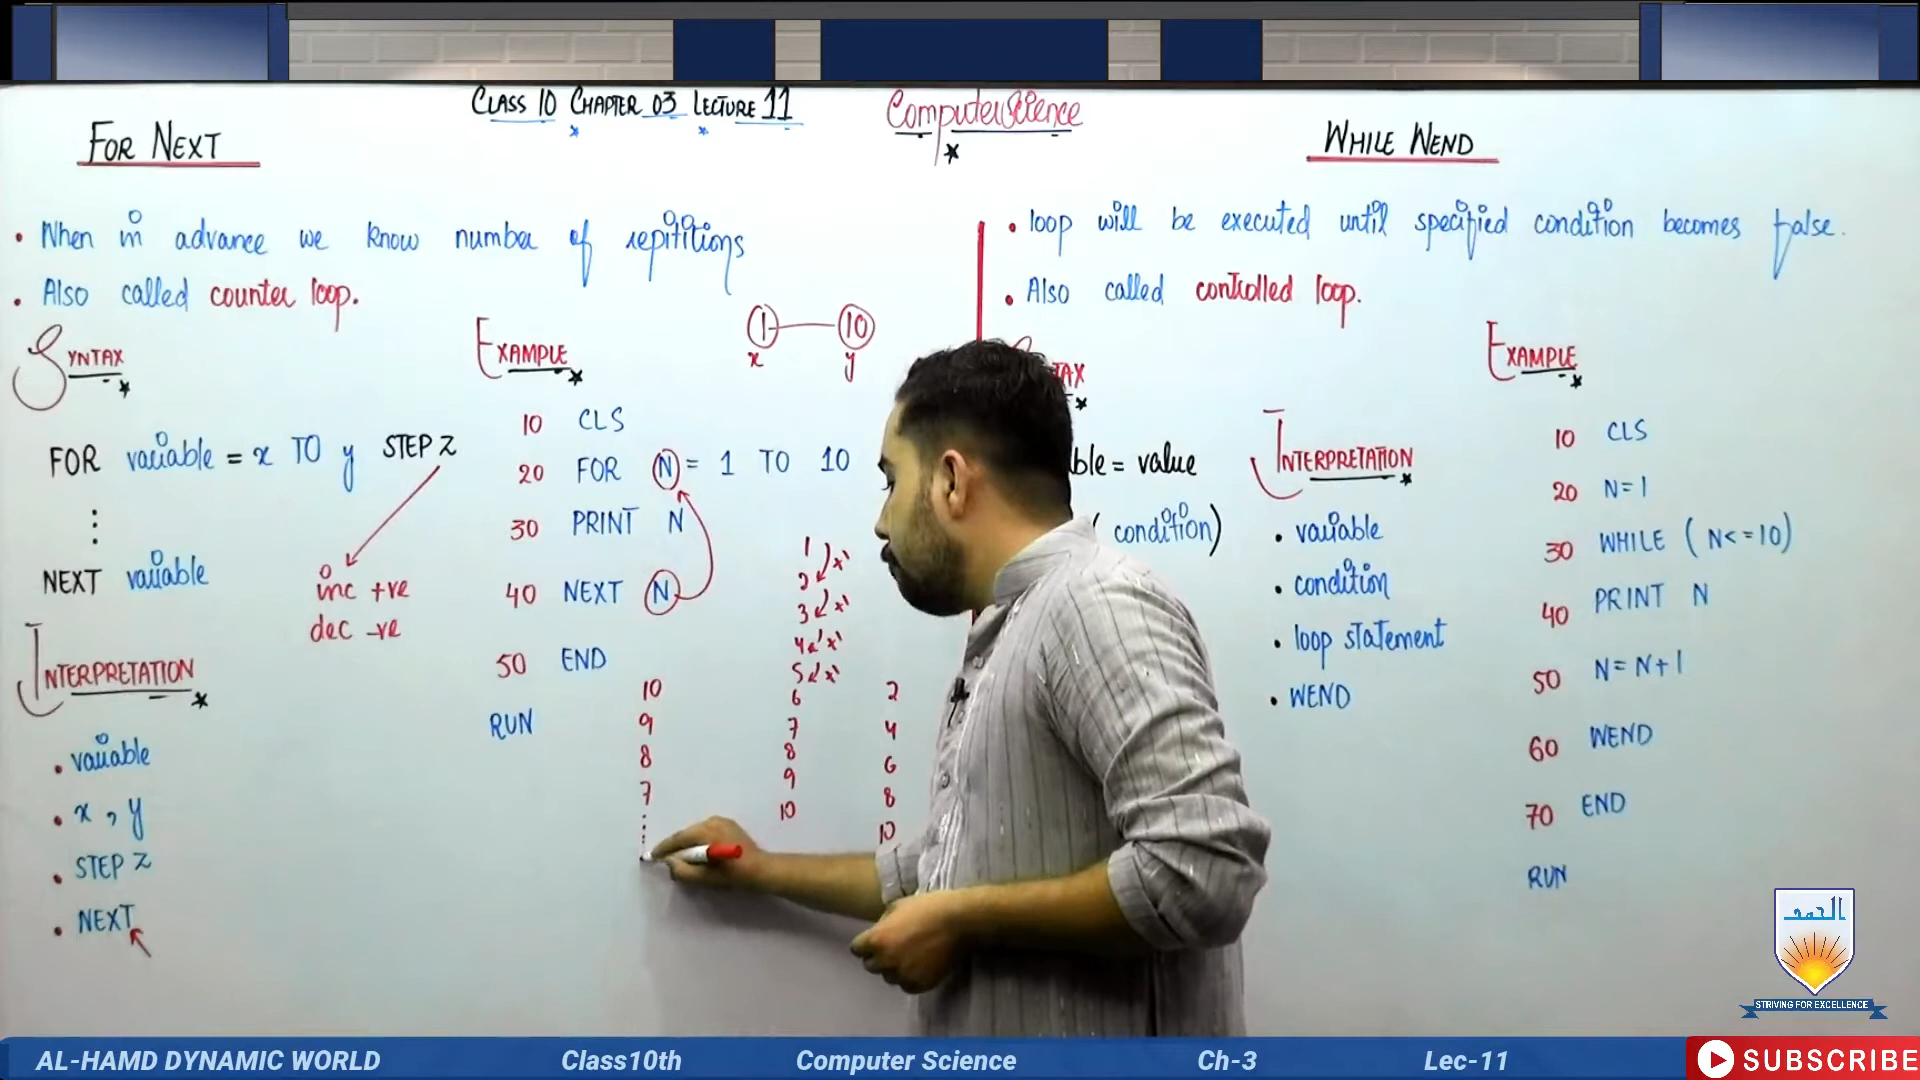 CLASS 10 CHAPTER 03 LECTURE 11
Computer Science
FOR NEXT
• When in advance we know number of repititions
• Also called counter loop.
SYNTAX
FOR variable = x TO y STEP Z
NEXT variable
inc +ve
dec -ve
INTERPRETATION
• variable
• x , y
• STEP Z
• NEXT
EXAMPLE
1 10
x y
10 CLS
20 FOR N = 1 TO 10
30 PRINT N
40 NEXT N
50 END
RUN
10
9
8
7
1
2
3
4
5
6
7
8
9
10
2
4
6
8
10
WHILE WEND
• loop will be executed until specified condition becomes false.
• Also called controlled loop.
TAX
ble = value
( condition )
INTERPRETATION
• variable
• condition
• loop statement
• WEND
EXAMPLE
10 CLS
20 N=1
30 WHILE ( N<=10)
40 PRINT N
50 N= N+1
60 WEND
70 END
RUN
الحمد
STRIVING FOR EXCELLENCE
AL-HAMD DYNAMIC WORLD Class10th Computer Science Ch-3 Lec-11
SUBSCRIBE